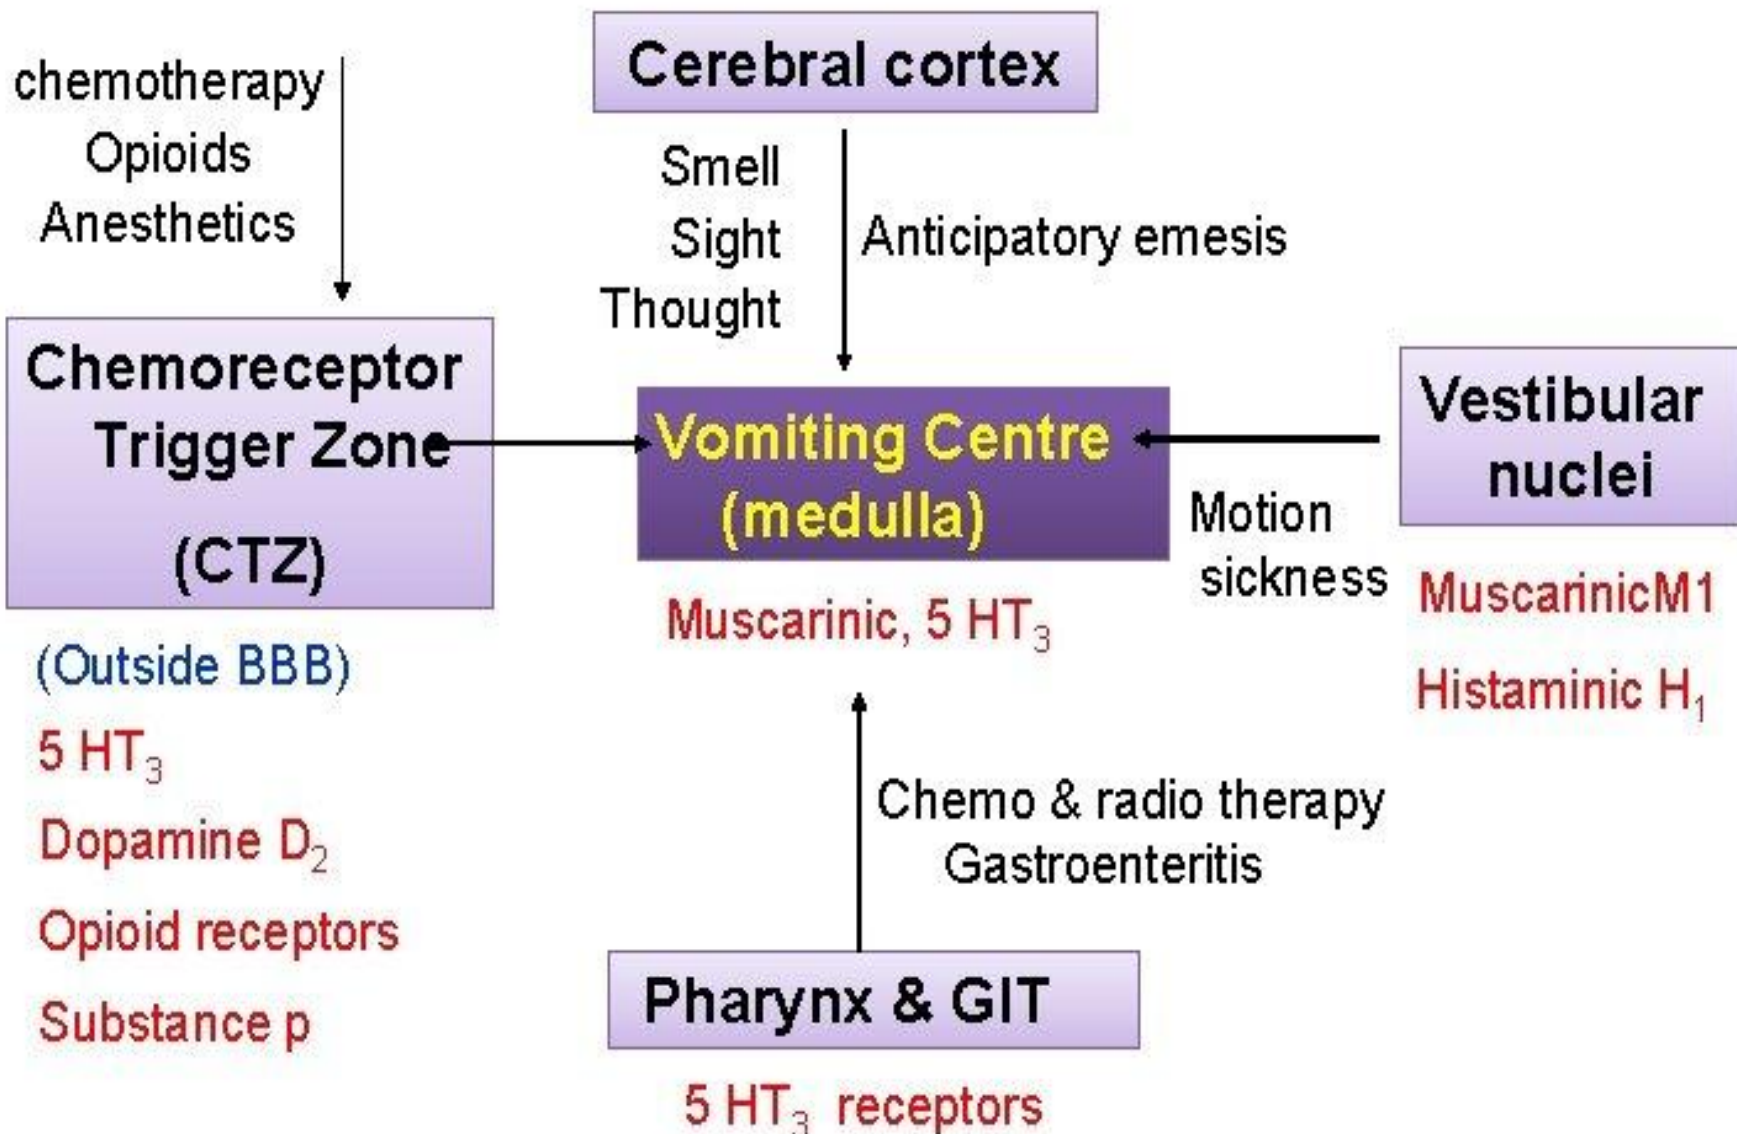 chemotherapy
Opioids
Anesthetics
Cerebral cortex
Smell
Sight
Thought
Anticipatory emesis
Chemoreceptor
Trigger Zone
(CTZ)
(Outside BBB)
5 HT₃
Dopamine D₂
Opioid receptors
Substance p
Vomiting Centre
(medulla)
Muscarinic, 5 HT₃
Vestibular
nuclei
Motion
sickness
MuscarinicM1
Histaminic H₁
Chemo & radio therapy
Gastroenteritis
Pharynx & GIT
5 HT₃ receptors